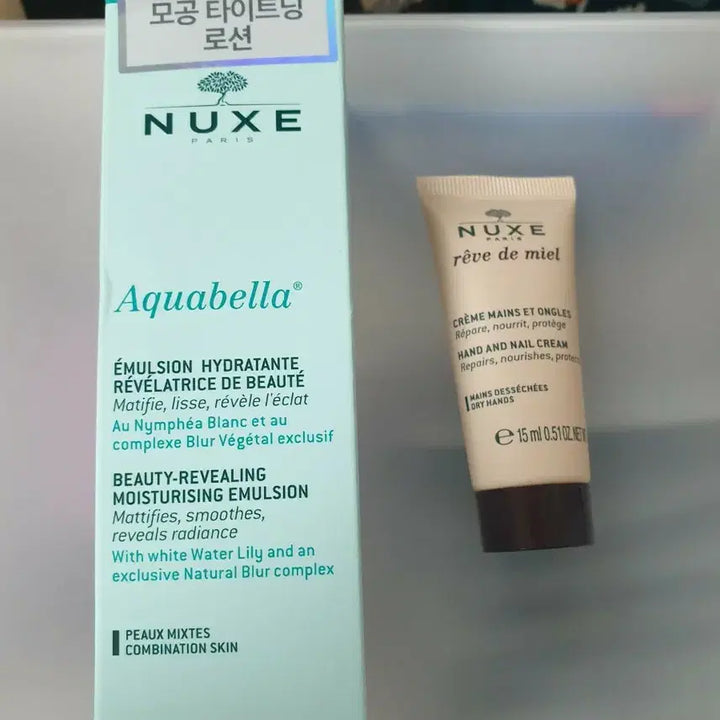 모공 타이트닝
로션
NUXE
PARIS
Aquabella®
ÉMULSION HYDRATANTE
RÉVÉLATRICE DE BEAUTÉ
Matifie, lisse, révèle l'éclat
Au Nymphéa Blanc et au
complexe Blur Végétal exclusif
BEAUTY-REVEALING
MOISTURISING EMULSION
Mattifies, smoothes,
reveals radiance
With white Water Lily and an
exclusive Natural Blur complex
PEAUX MIXTES
COMBINATION SKIN
NUXE
PARIS
rêve de miel
CRÈME MAINS ET ONGLES
Répare, nourrit, protège
HAND AND NAIL CREAM
Repairs, nourishes,
MAINS DESSÉCHÉES
DRY HANDS
℮ 15 ml 0.51 OZ. NET